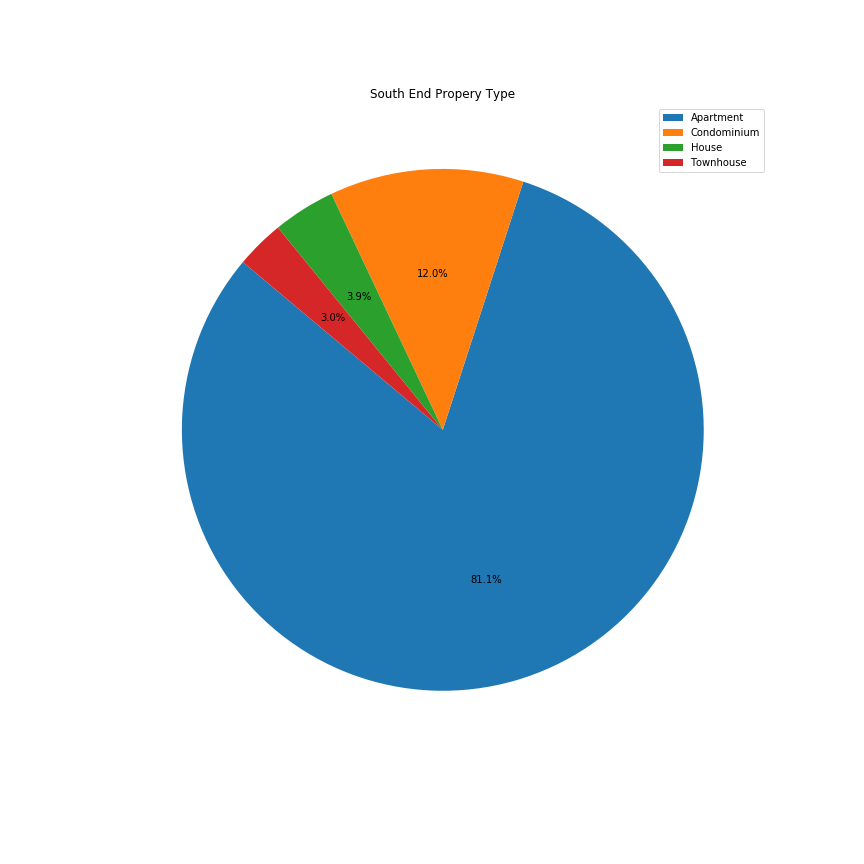 South End Propery Type
Apartment
Condominium
House
Townhouse
12.0%
3.9%
3.0%
81.1%